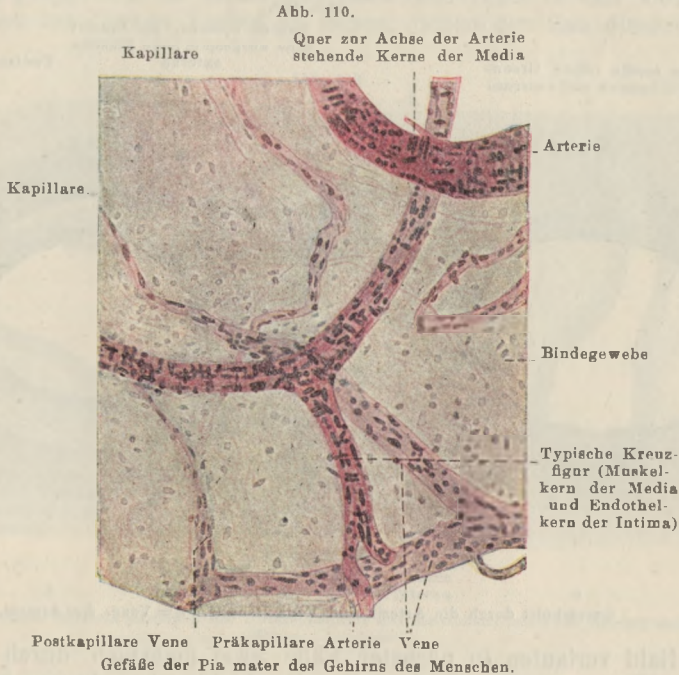 Abb. 110.
Kapillare
Quer zur Achse der Arterie
stehende Kerne der Media
Arterie
Kapillare
Bindegewebe
Typische Kreuz-
figur (Muskel-
kern der Media
und Endothel-
kern der Intima)
Postkapillare Vene Präkapillare Arterie Vene
Gefäße der Pia mater des Gehirns des Menschen.